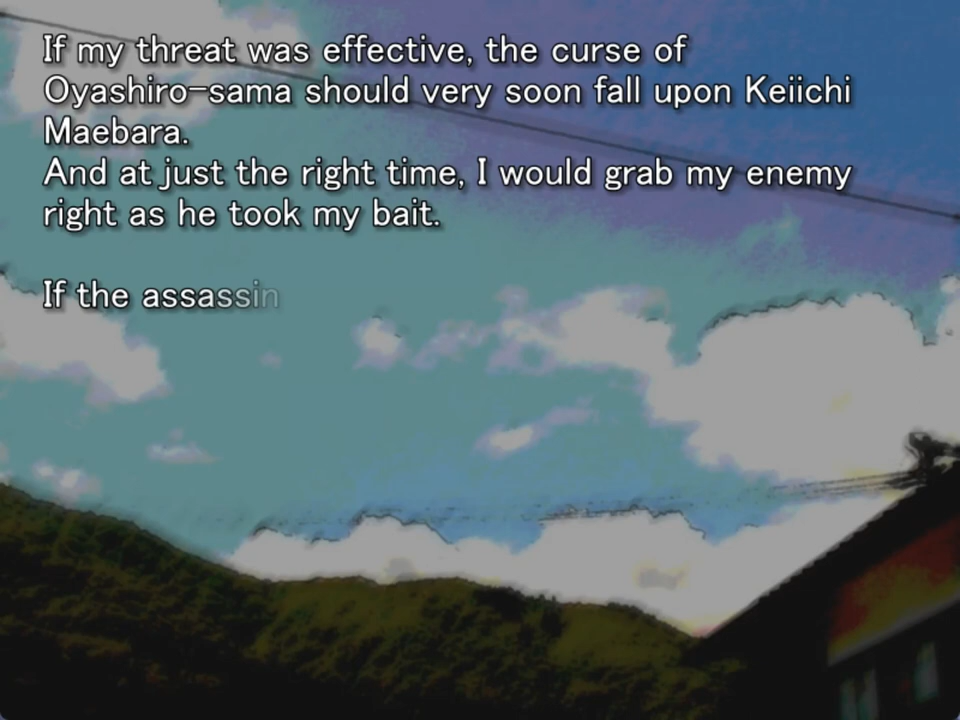 If my threat was effective, the curse of
Oyashiro-sama should very soon fall upon Keiichi
Maebara.
And at just the right time, I would grab my enemy
right as he took my bait.
If the assassin